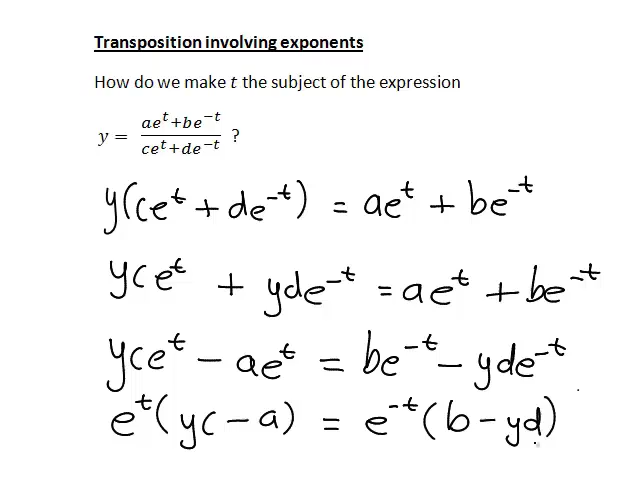 Transposition involving exponents
How do we make t the subject of the expression
y = (ae^t+be^−t)/(ce^t+de^−t) ?
y(ce^t + de^-t) = ae^t + be^-t
yce^t + yde^-t = ae^t + be^-t
yce^t - ae^t = be^-t - yde^-t
e^t(yc - a) = e^-t(b - yd)